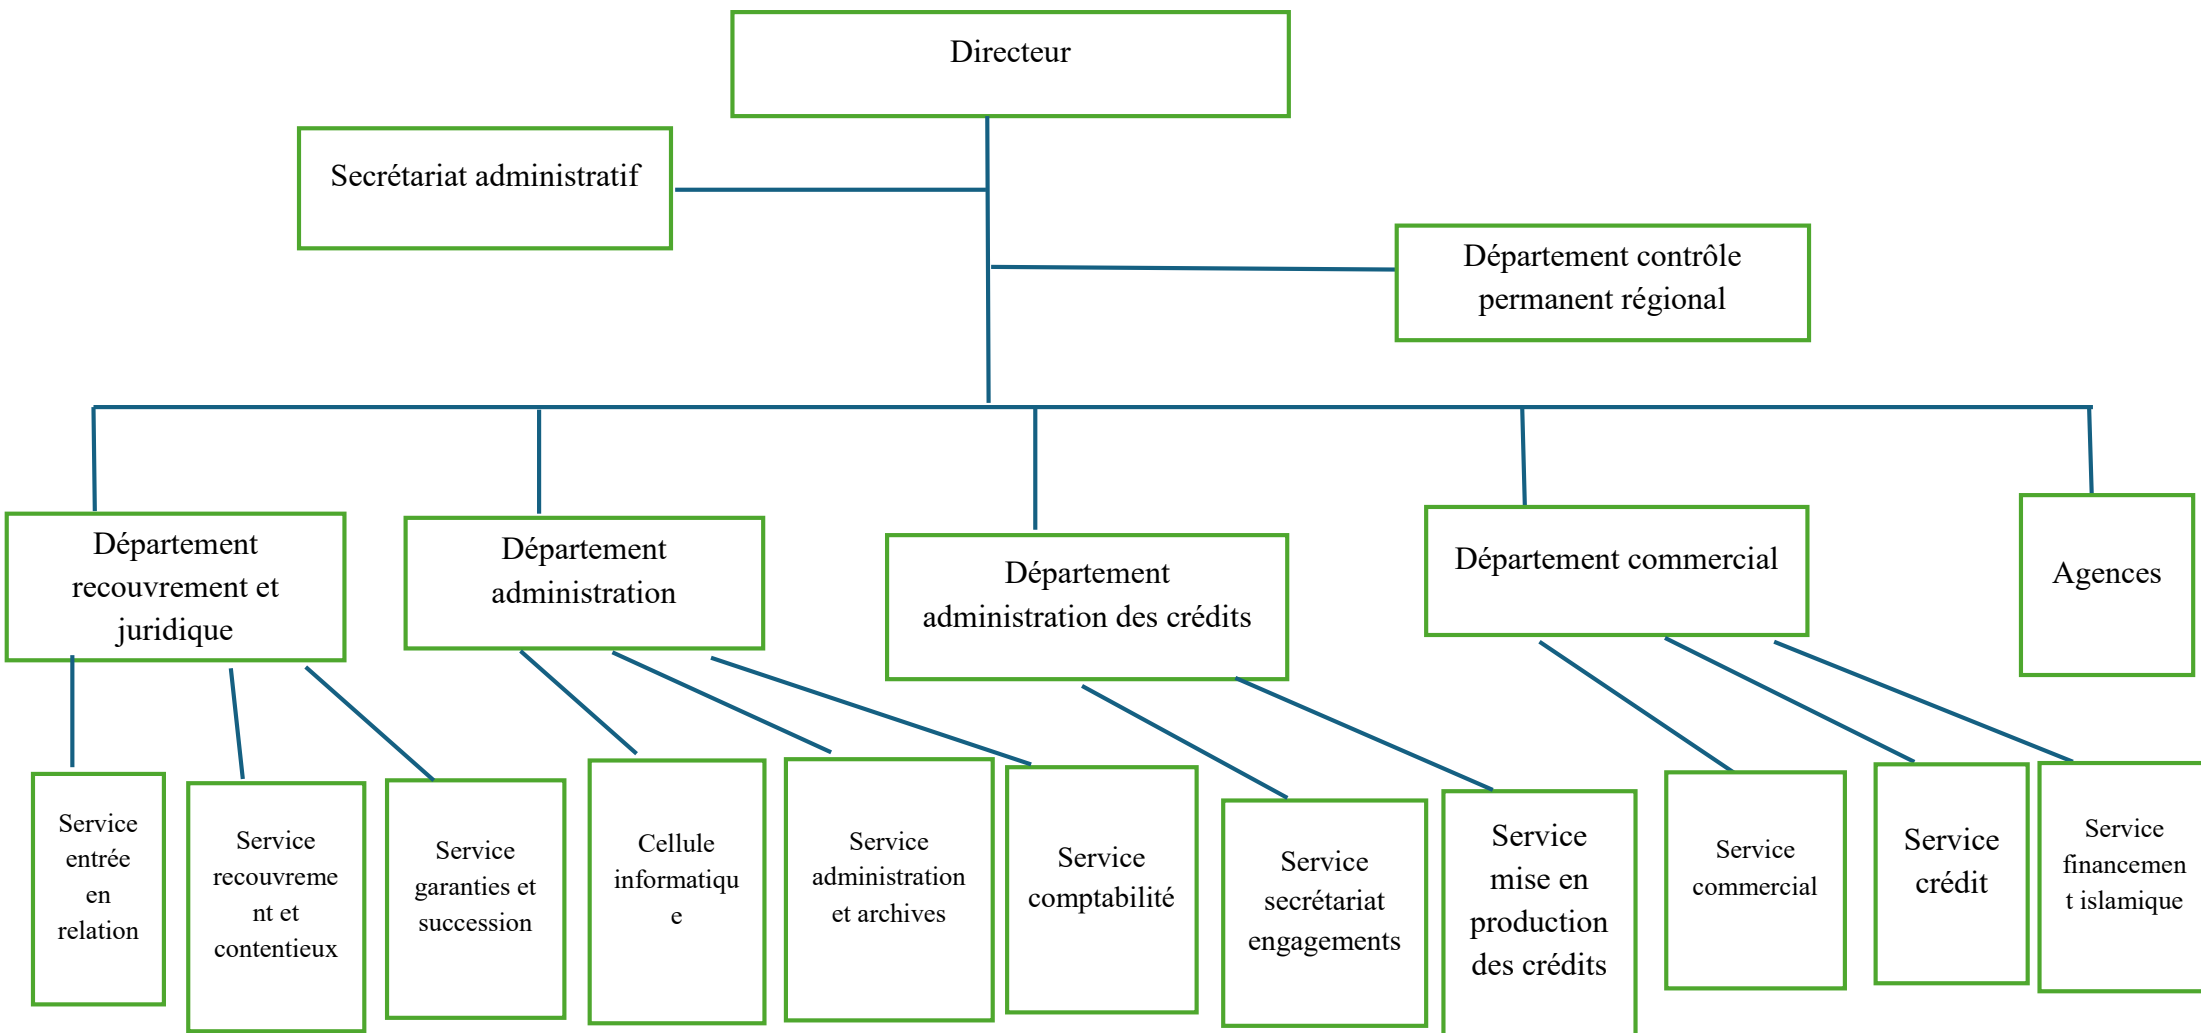 Directeur
Secrétariat administratif
Département contrôle
permanent régional
Département
recouvrement et
juridique
Département
administration
Département
administration des crédits
Département commercial
Agences
Service
entrée
en
relation
Service
recouvreme
nt et
contentieux
Service
garanties et
succession
Cellule
informatiqu
e
Service
administration
et archives
Service
comptabilité
Service
secrétariat
engagements
Service
mise en
production
des crédits
Service
commercial
Service
crédit
Service
financemen
t islamique